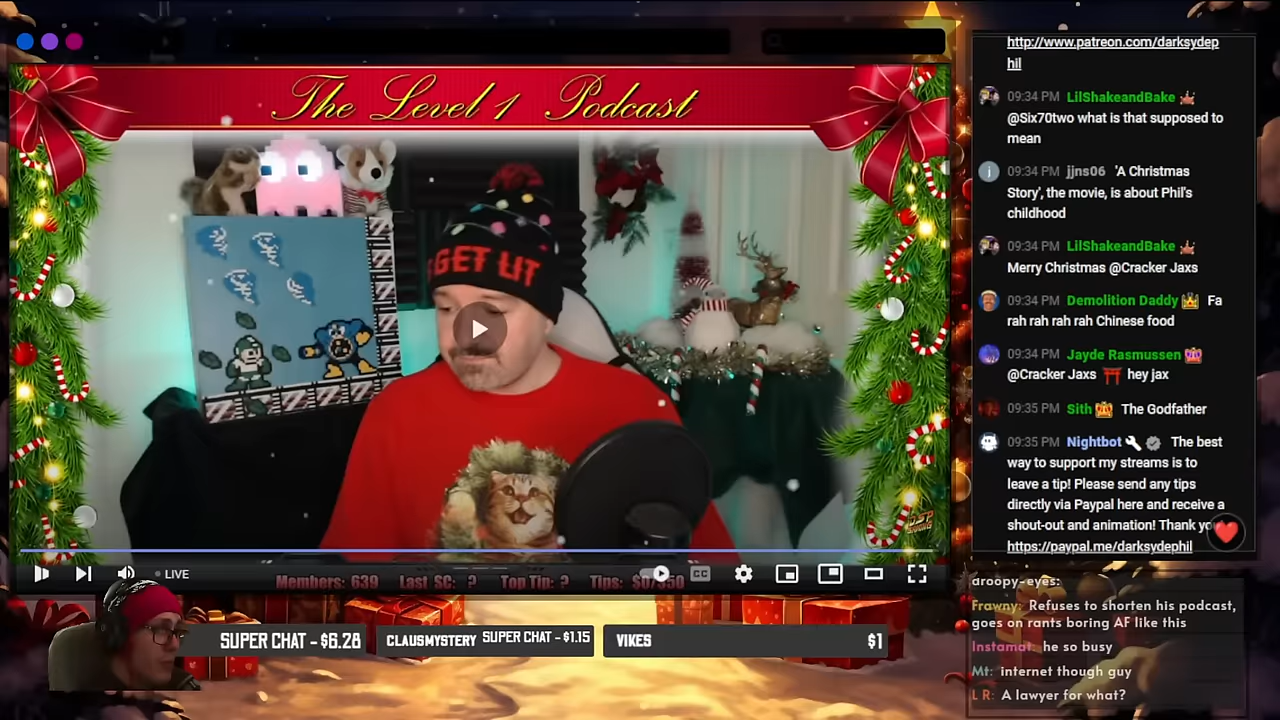 The Level 1 Podcast
GET LIT
http://www.patreon.com/darksydep
hil
09:34 PM LilShakeandBake
@Six70two what is that supposed to
mean
09:34 PM jjns06 'A Christmas
Story', the movie, is about Phil's
childhood
09:34 PM LilShakeandBake
Merry Christmas @Cracker Jaxs
09:34 PM Demolition Daddy Fa
rah rah rah rah Chinese food
09:34 PM Jayde Rasmussen
@Cracker Jaxs hey jax
09:35 PM Sith The Godfather
09:35 PM Nightbot The best
way to support my streams is to
leave a tip! Please send any tips
directly via Paypal here and receive a
shout-out and animation! Thank you
https://paypal.me/darksydephil
LIVE
CC
Members: 639 Last SC: ? Top Tip: ? Tips: $0/350
SUPER CHAT - $6.28
CLAUSMYSTERY SUPER CHAT - $1.15
VIKES $1
droopy-eyes:
Frawny: Refuses to shorten his podcast,
goes on rants boring AF like this
Instamat: he so busy
Mt: internet though guy
L R: A lawyer for what?